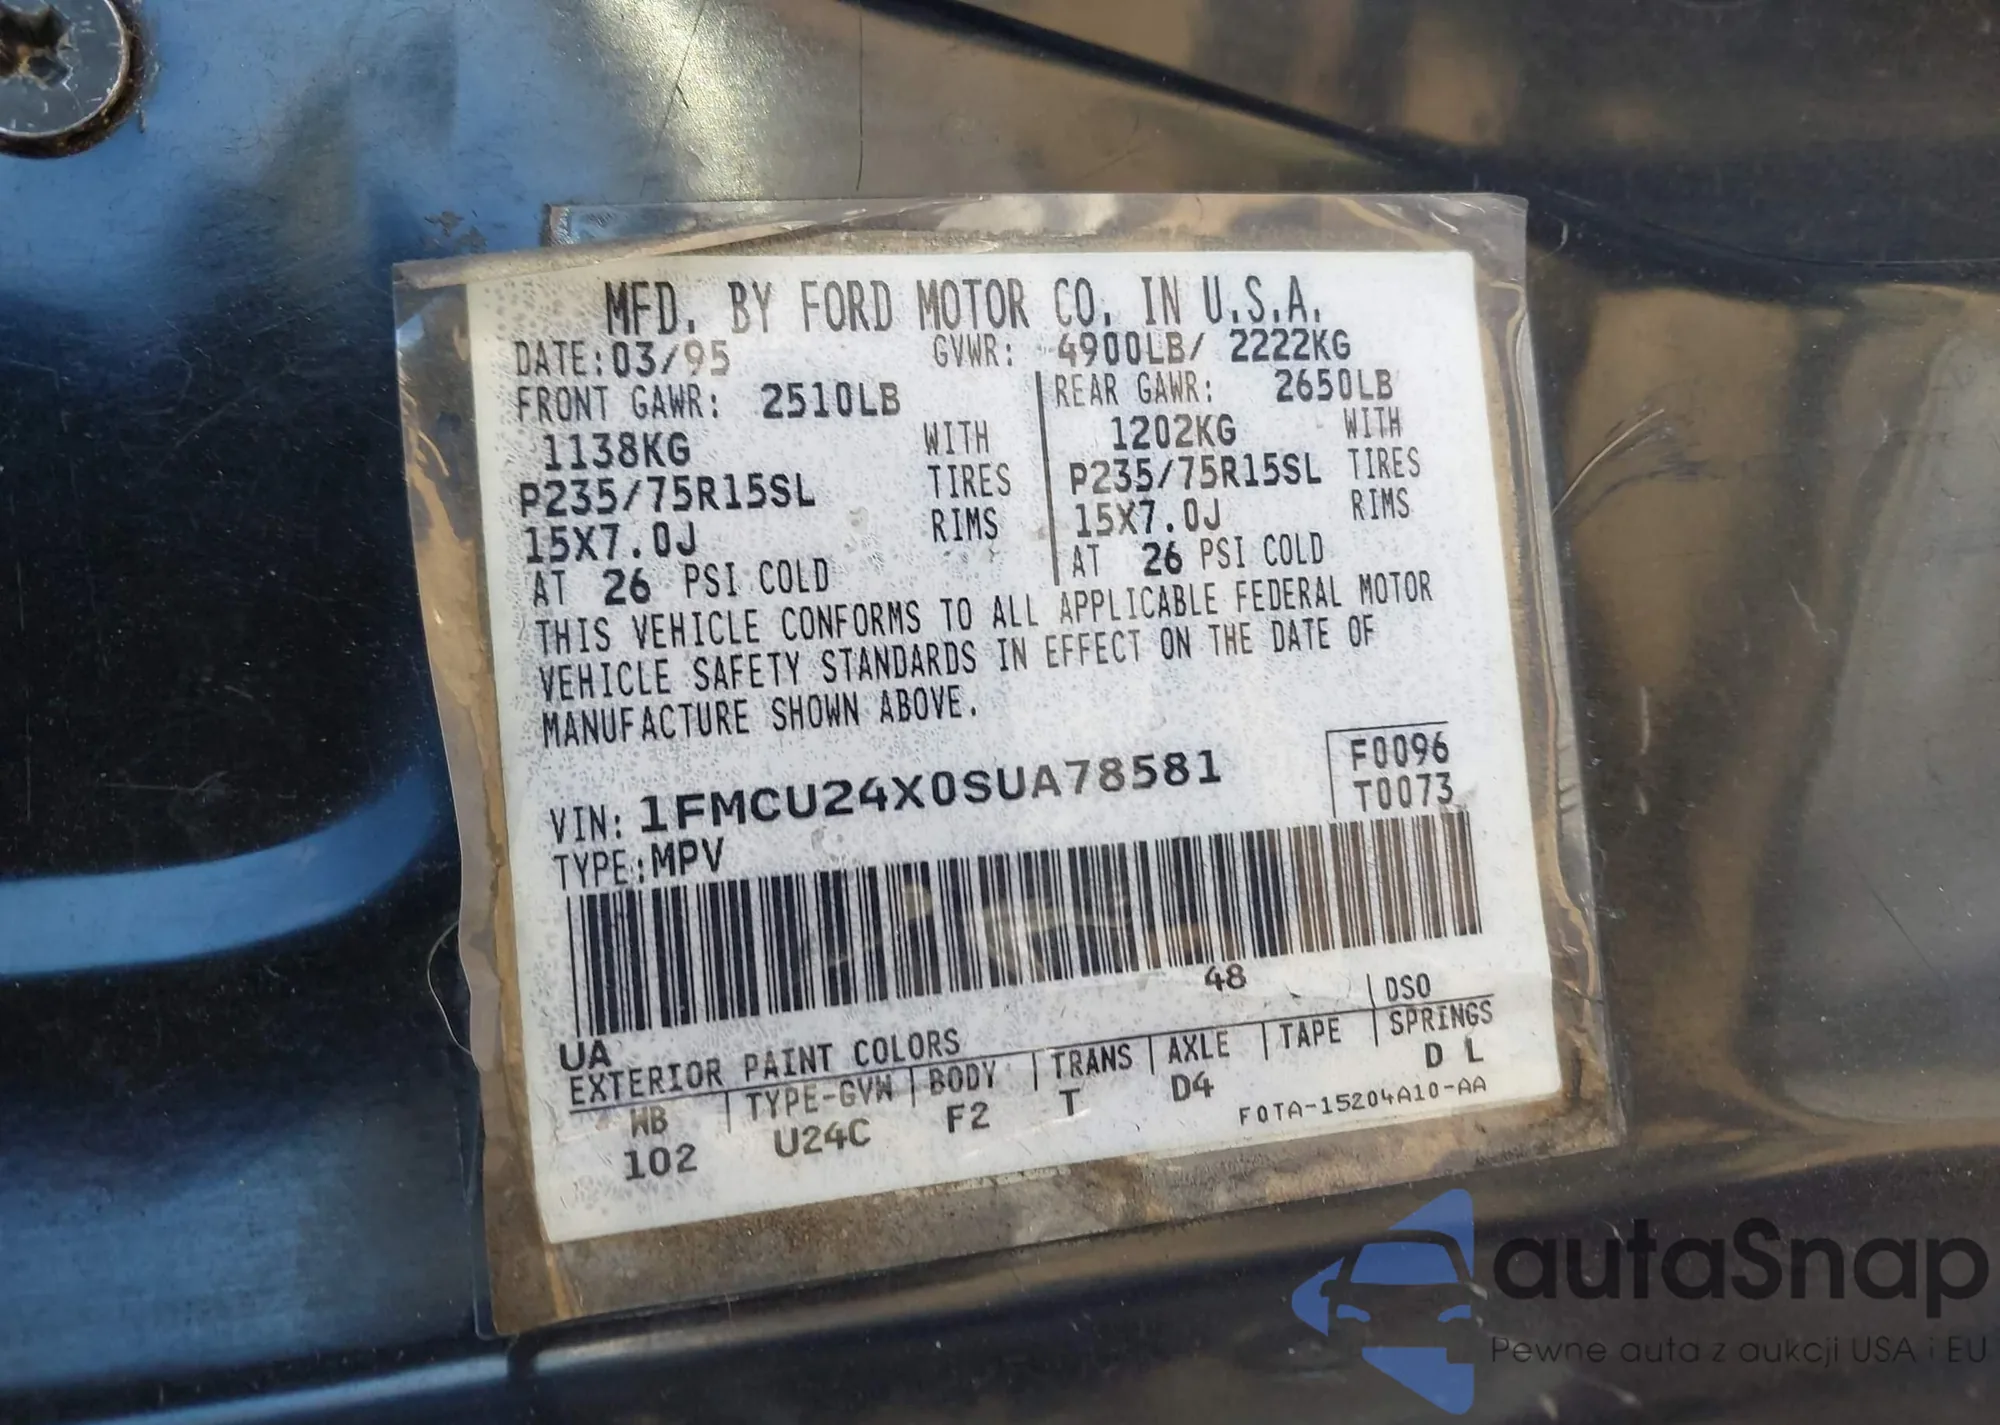 MFD. BY FORD MOTOR CO. IN U.S.A.
DATE: 03/95 GVWR: 4900LB/ 2222KG
FRONT GAWR: 2510LB REAR GAWR: 2650LB
1138KG WITH 1202KG WITH
P235/75R15SL TIRES P235/75R15SL TIRES
15X7.0J RIMS 15X7.0J RIMS
AT 26 PSI COLD AT 26 PSI COLD
THIS VEHICLE CONFORMS TO ALL APPLICABLE FEDERAL MOTOR
VEHICLE SAFETY STANDARDS IN EFFECT ON THE DATE OF
MANUFACTURE SHOWN ABOVE.
VIN: 1FMCU24X0SUA78581 F0096
TYPE: MPV T0073
48
UA DSO
EXTERIOR PAINT COLORS
WB TYPE-GVW BODY TRANS AXLE TAPE SPRINGS
102 U24C F2 T D4 D L
F0TA-15204A10-AA
autaSnap
Pewne auta z aukcji USA i EU